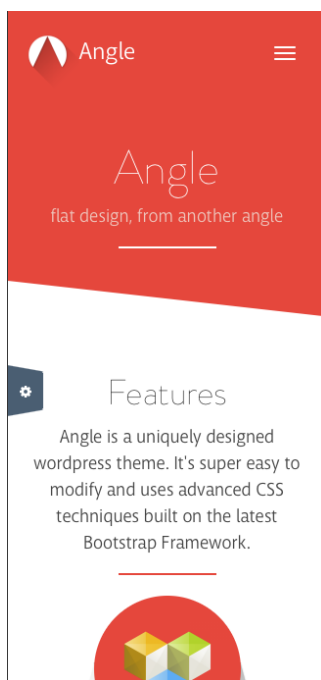 Angle
Angle
flat design, from another angle
Features
Angle is a uniquely designed
wordpress theme. It's super easy to
modify and uses advanced CSS
techniques built on the latest
Bootstrap Framework.